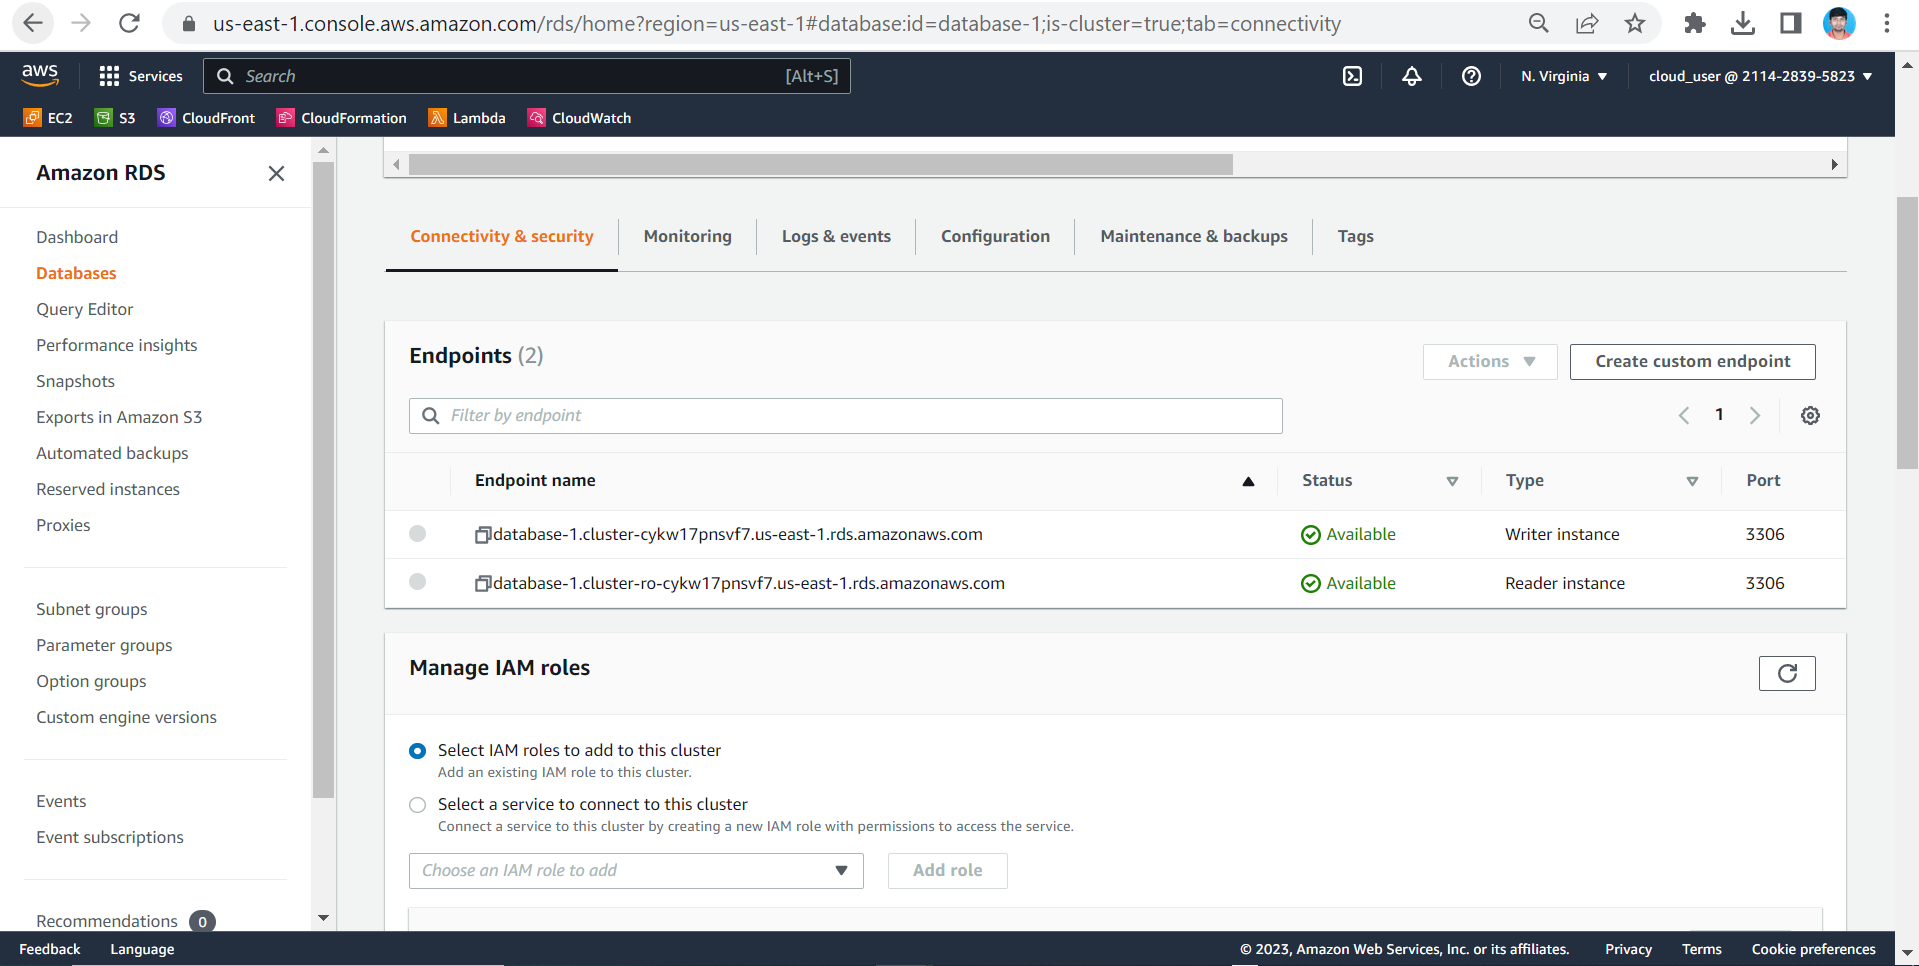 us-east-1.console.aws.amazon.com/rds/home?region=us-east-1#database:id=database-1;is-cluster=true;tab=connectivity
aws Services Search [Alt+S] N. Virginia cloud_user @ 2114-2839-5823
EC2 S3 CloudFront CloudFormation Lambda CloudWatch
Amazon RDS
Dashboard
Databases
Query Editor
Performance insights
Snapshots
Exports in Amazon S3
Automated backups
Reserved instances
Proxies
Subnet groups
Parameter groups
Option groups
Custom engine versions
Events
Event subscriptions
Recommendations 0
Connectivity & security Monitoring Logs & events Configuration Maintenance & backups Tags
Endpoints (2)
Actions Create custom endpoint
Filter by endpoint 1
Endpoint name Status Type Port
database-1.cluster-cykw17pnsvf7.us-east-1.rds.amazonaws.com Available Writer instance 3306
database-1.cluster-ro-cykw17pnsvf7.us-east-1.rds.amazonaws.com Available Reader instance 3306
Manage IAM roles
Select IAM roles to add to this cluster
Add an existing IAM role to this cluster.
Select a service to connect to this cluster
Connect a service to this cluster by creating a new IAM role with permissions to access the service.
Choose an IAM role to add Add role
Feedback Language © 2023, Amazon Web Services, Inc. or its affiliates. Privacy Terms Cookie preferences